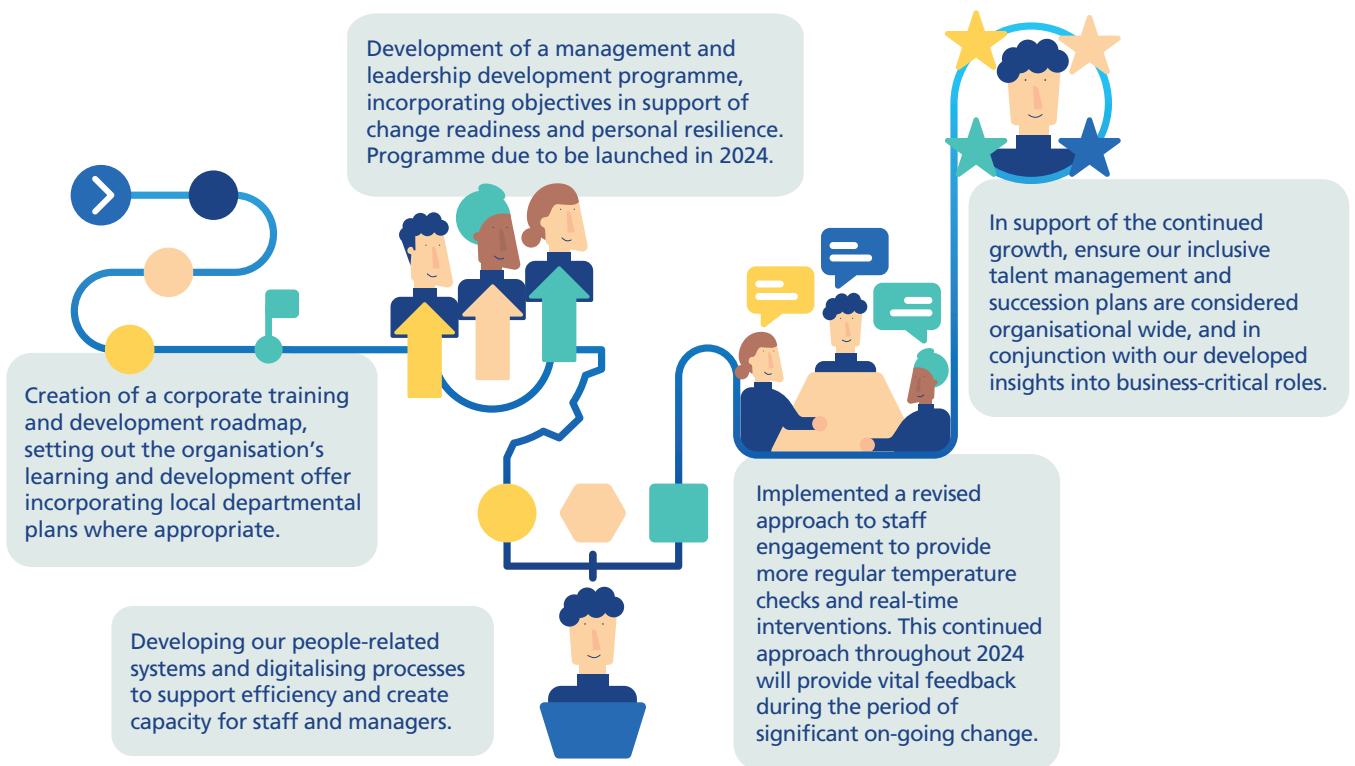 Development of a management and
leadership development programme,
incorporating objectives in support of
change readiness and personal resilience.
Programme due to be launched in 2024.
In support of the continued
growth, ensure our inclusive
talent management and
succession plans are considered
organisational wide, and in
conjunction with our developed
insights into business-critical roles.
Creation of a corporate training
and development roadmap,
setting out the organisation’s
learning and development offer
incorporating local departmental
plans where appropriate.
Implemented a revised
approach to staff
engagement to provide
more regular temperature
checks and real-time
interventions. This continued
approach throughout 2024
will provide vital feedback
during the period of
significant on-going change.
Developing our people-related
systems and digitalising processes
to support efficiency and create
capacity for staff and managers.